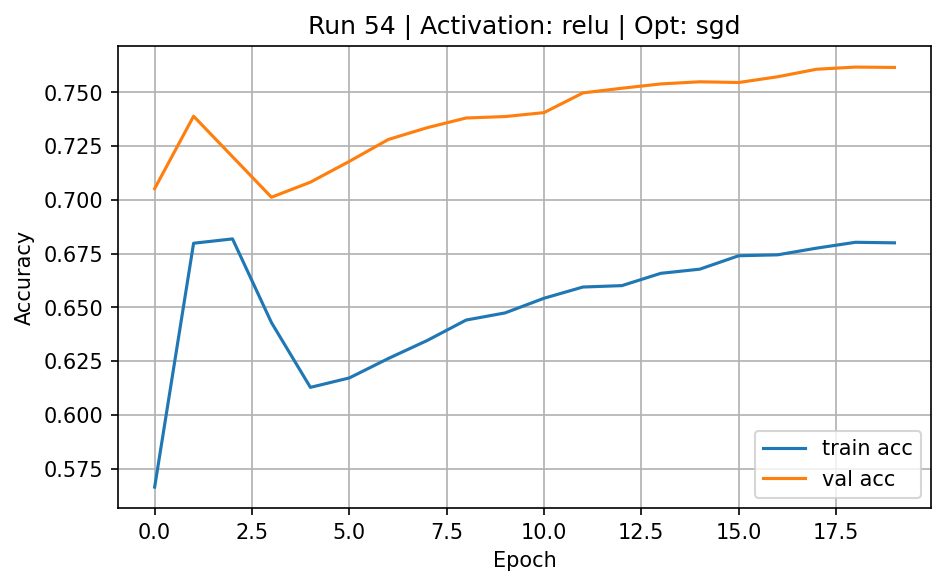 Run 54 | Activation: relu | Opt: sgd
Accuracy
0.750
0.725
0.700
0.675
0.650
0.625
0.600
0.575
train acc
val acc
0.0 2.5 5.0 7.5 10.0 12.5 15.0 17.5
Epoch